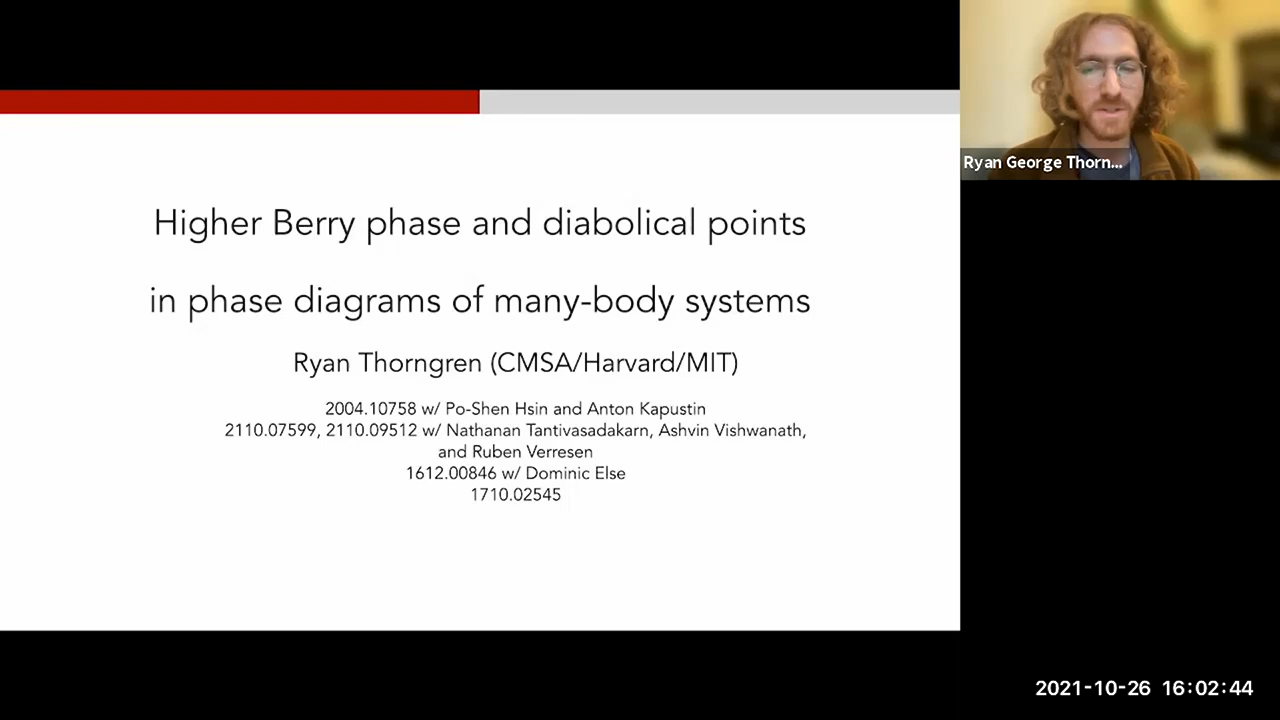 Higher Berry phase and diabolical points
in phase diagrams of many-body systems
Ryan Thorngren (CMSA/Harvard/MIT)
2004.10758 w/ Po-Shen Hsin and Anton Kapustin
2110.07599, 2110.09512 w/ Nathanan Tantivasadakarn, Ashvin Vishwanath,
and Ruben Verresen
1612.00846 w/ Dominic Else
1710.02545
Ryan George Thorn...
2021-10-26 16:02:44